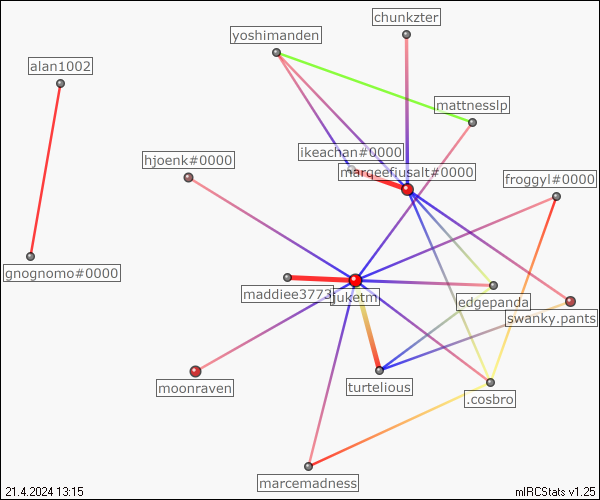 chunkzter
yoshimanden
alan1002
mattnesslp
ikeachan#0000
hjoenk#0000
marqeefiusalt#0000
froggyl#0000
gnognomo#0000
maddiee3773
juketm
edgepanda
swanky.pants
moonraven
turtelious
.cosbro
marcemadness
21.4.2024 13:15
mIRCStats v1.25